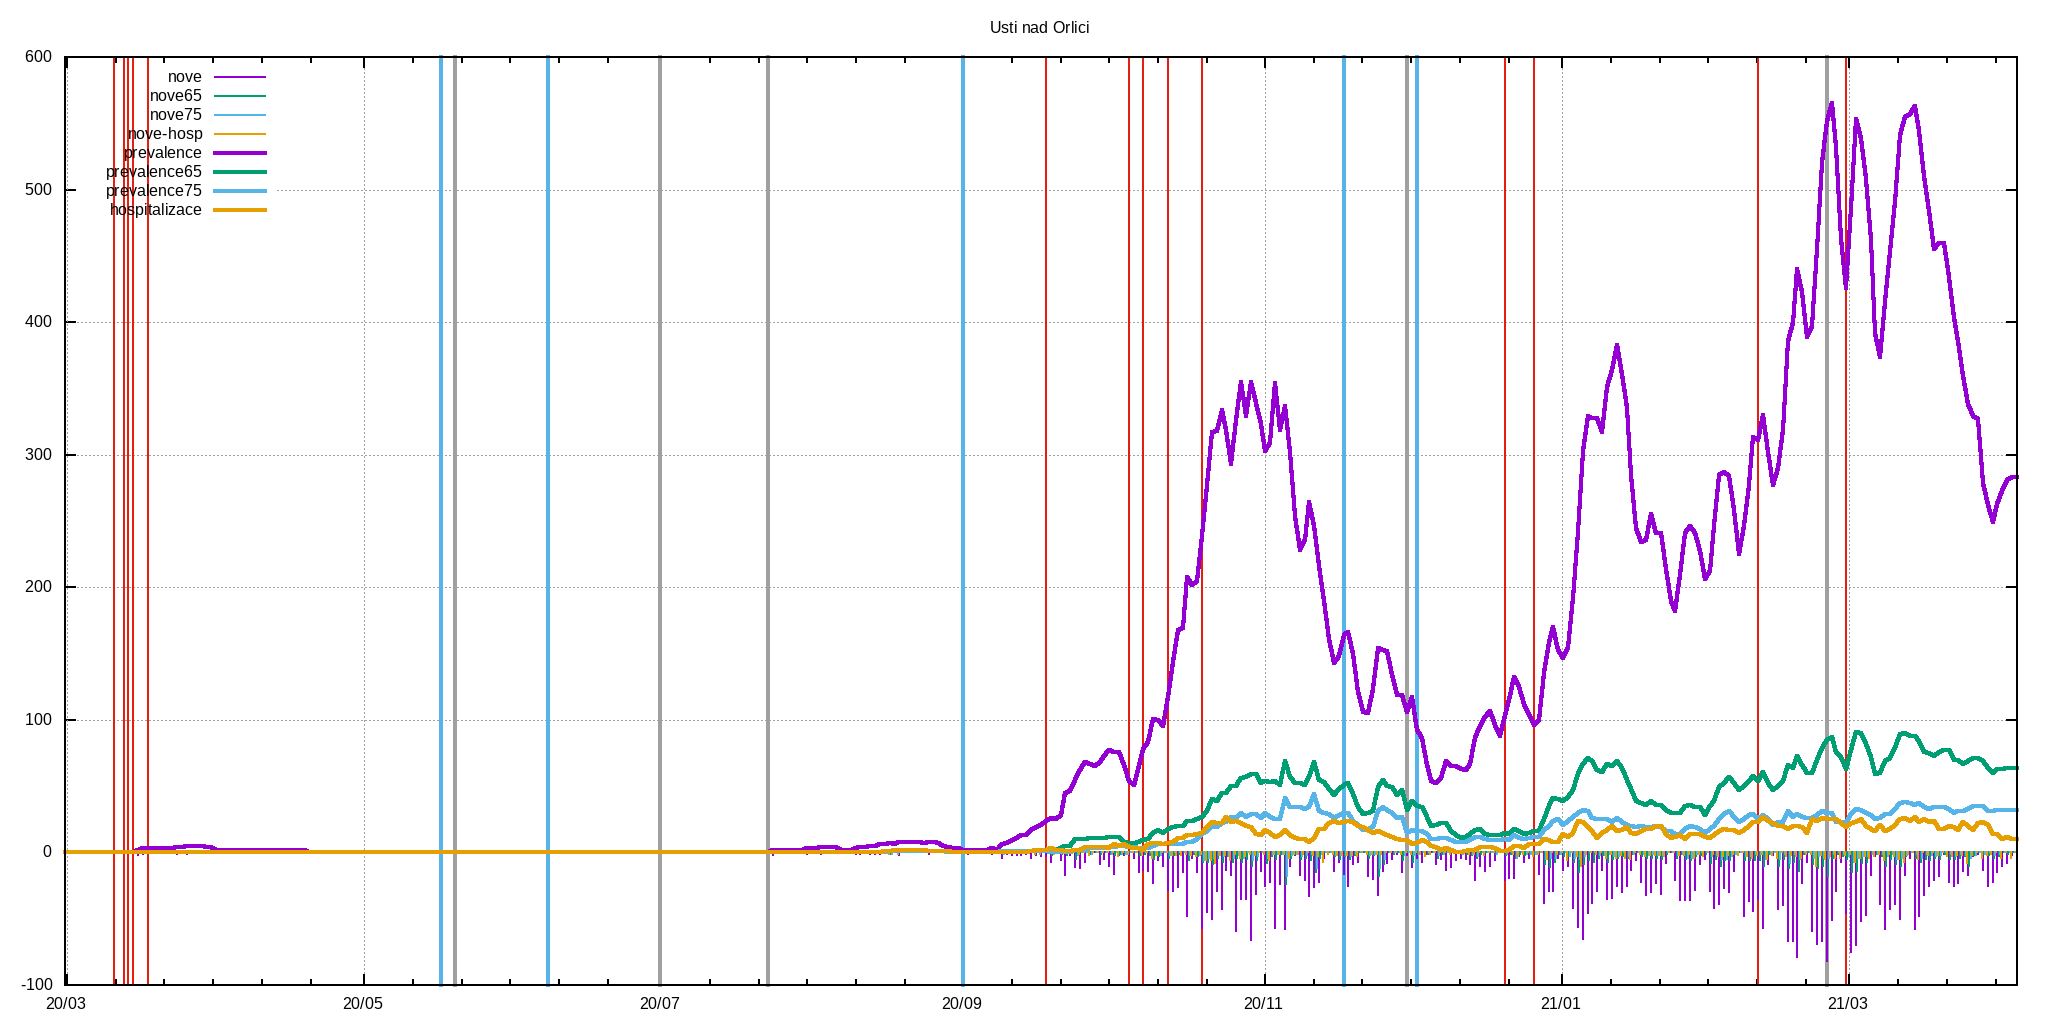 Usti nad Orlici
600
500
400
300
200
100
0
-100
nove
nove65
nove75
nove-hosp
prevalence
prevalence65
prevalence75
hospitalizace
20/03 20/05 20/07 20/09 20/11 21/01 21/03